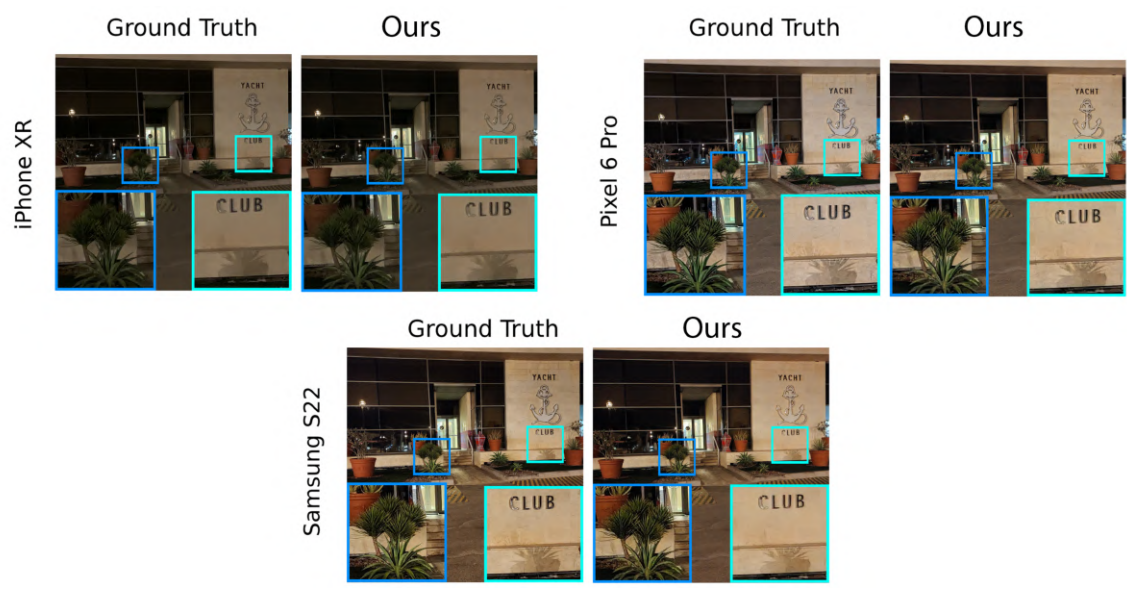 Ground Truth Ours
iPhone XR
YACHT
CLUB
CLUB
YACHT
CLUB
CLUB
Ground Truth Ours
Pixel 6 Pro
YACHT
CLUB
CLUB
YACHT
CLUB
CLUB
Ground Truth Ours
Samsung S22
YACHT
CLUB
CLUB
YACHT
CLUB
CLUB